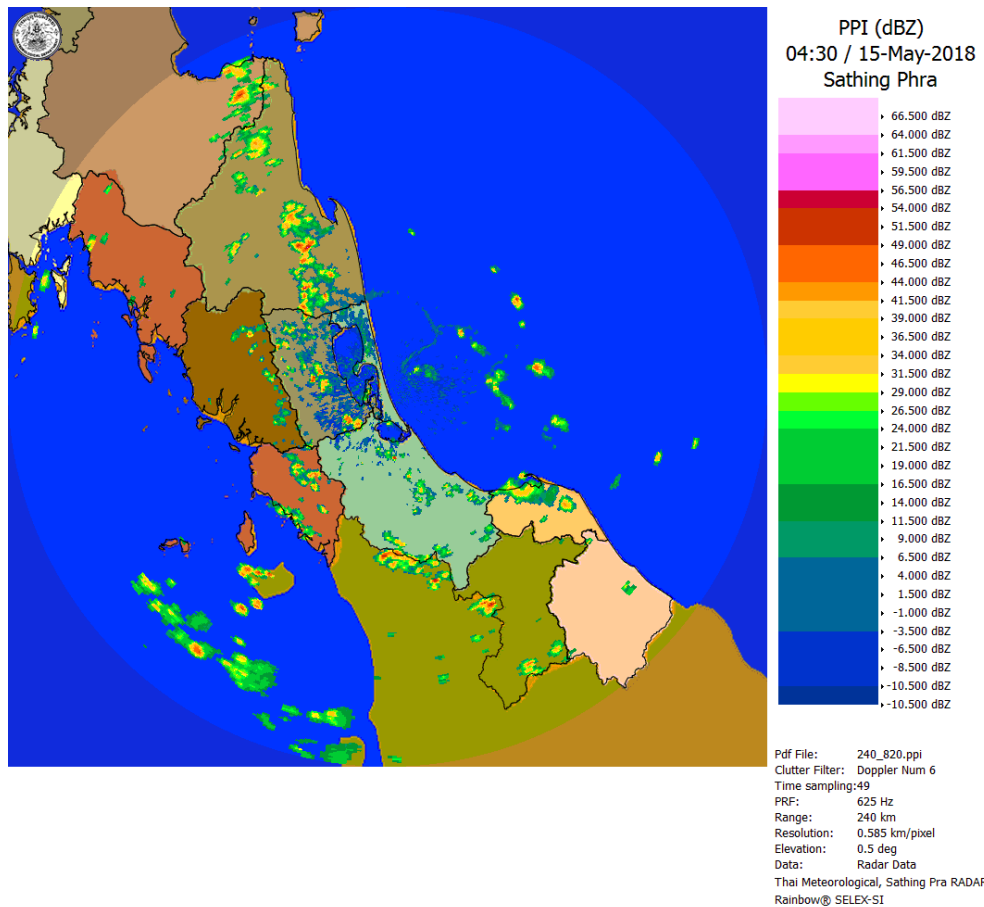 PPI (dBZ)
04:30 / 15-May-2018
Sathing Phra
66.500 dBZ
64.000 dBZ
61.500 dBZ
59.500 dBZ
56.500 dBZ
54.000 dBZ
51.500 dBZ
49.000 dBZ
46.500 dBZ
44.000 dBZ
41.500 dBZ
39.000 dBZ
36.500 dBZ
34.000 dBZ
31.500 dBZ
29.000 dBZ
26.500 dBZ
24.000 dBZ
21.500 dBZ
19.000 dBZ
16.500 dBZ
14.000 dBZ
11.500 dBZ
9.000 dBZ
6.500 dBZ
4.000 dBZ
1.500 dBZ
-1.000 dBZ
-3.500 dBZ
-6.500 dBZ
-8.500 dBZ
-10.500 dBZ
-10.500 dBZ
Pdf File: 240_820.ppi
Clutter Filter: Doppler Num 6
Time sampling:49
PRF: 625 Hz
Range: 240 km
Resolution: 0.585 km/pixel
Elevation: 0.5 deg
Data: Radar Data
Thai Meteorological, Sathing Pra RADAR
Rainbow® SELEX-SI